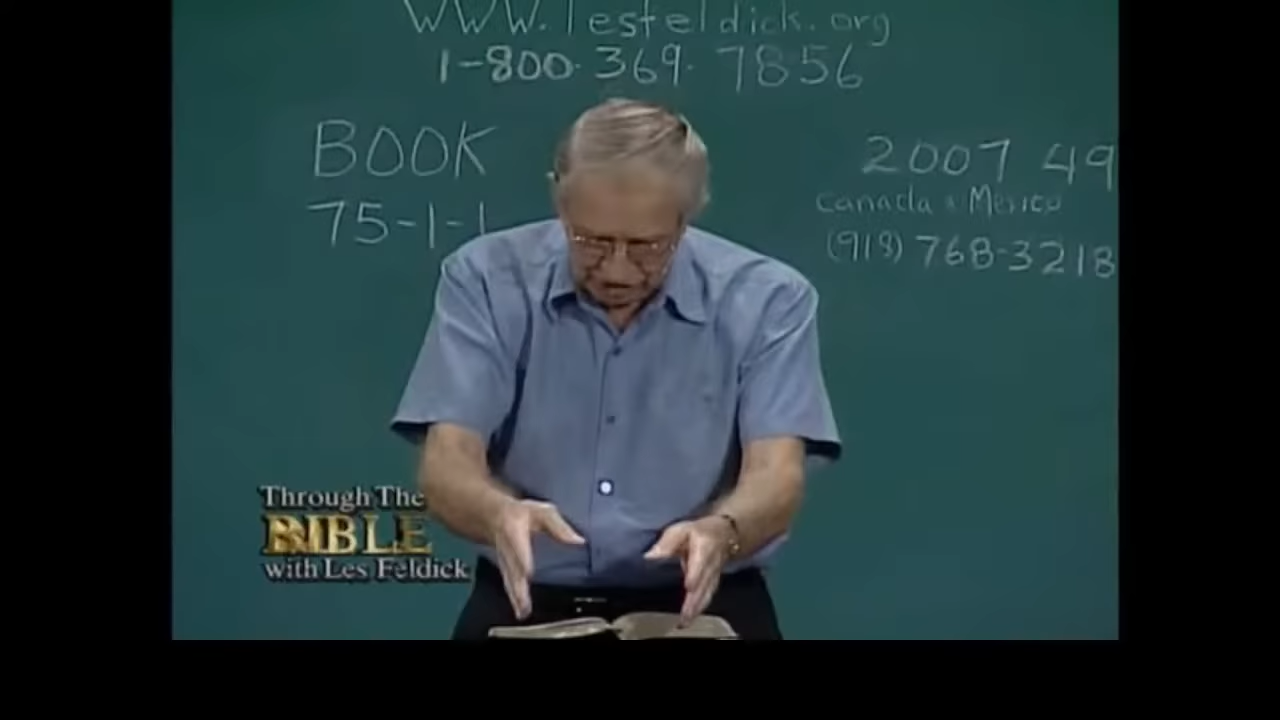 WWW.lesfeldick.org
1-800-369-7856
BOOK
75-1-1
2007 49
Canada & Mexico
(918) 768-3218
Through The
BIBLE
with Les Feldick